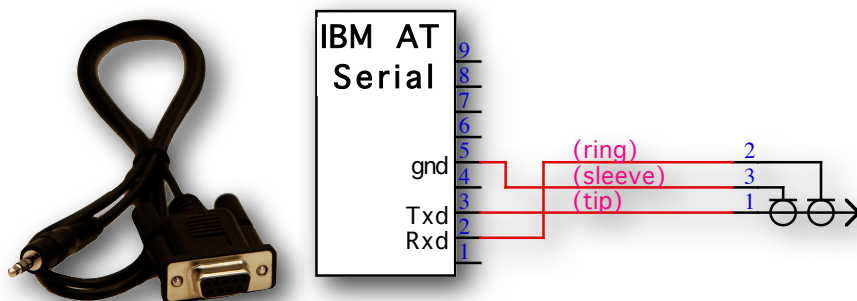 IBM AT
Serial
9
8
7
6
5
gnd
4
3
Txd
2
Rxd
1
(ring)
2
(sleeve)
3
(tip)
1